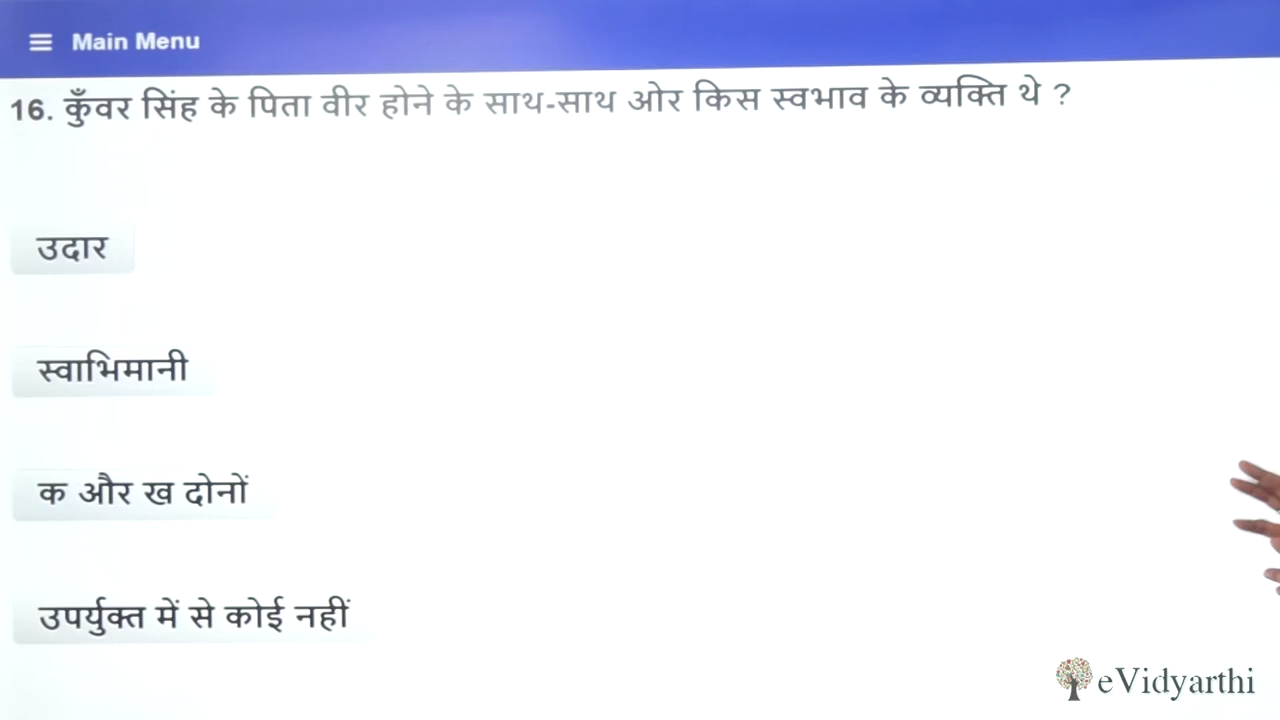 Main Menu
16. कुँवर सिंह के पिता वीर होने के साथ-साथ ओर किस स्वभाव के व्यक्ति थे ?
उदार
स्वाभिमानी
क और ख दोनों
उपर्युक्त में से कोई नहीं
eVidyarthi